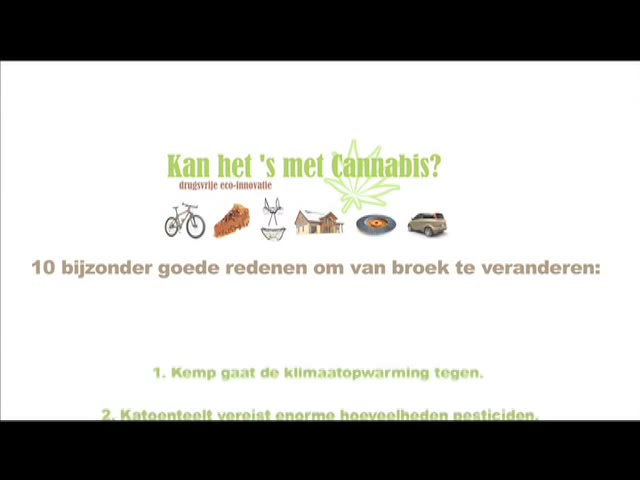 Kan het 's met Cannabis?
drugsvrije eco-innovatie
10 bijzonder goede redenen om van broek te veranderen:
1. Kemp gaat de klimaatopwarming tegen.
2. Katoenteelt vereist enorme hoeveelheden pesticiden.